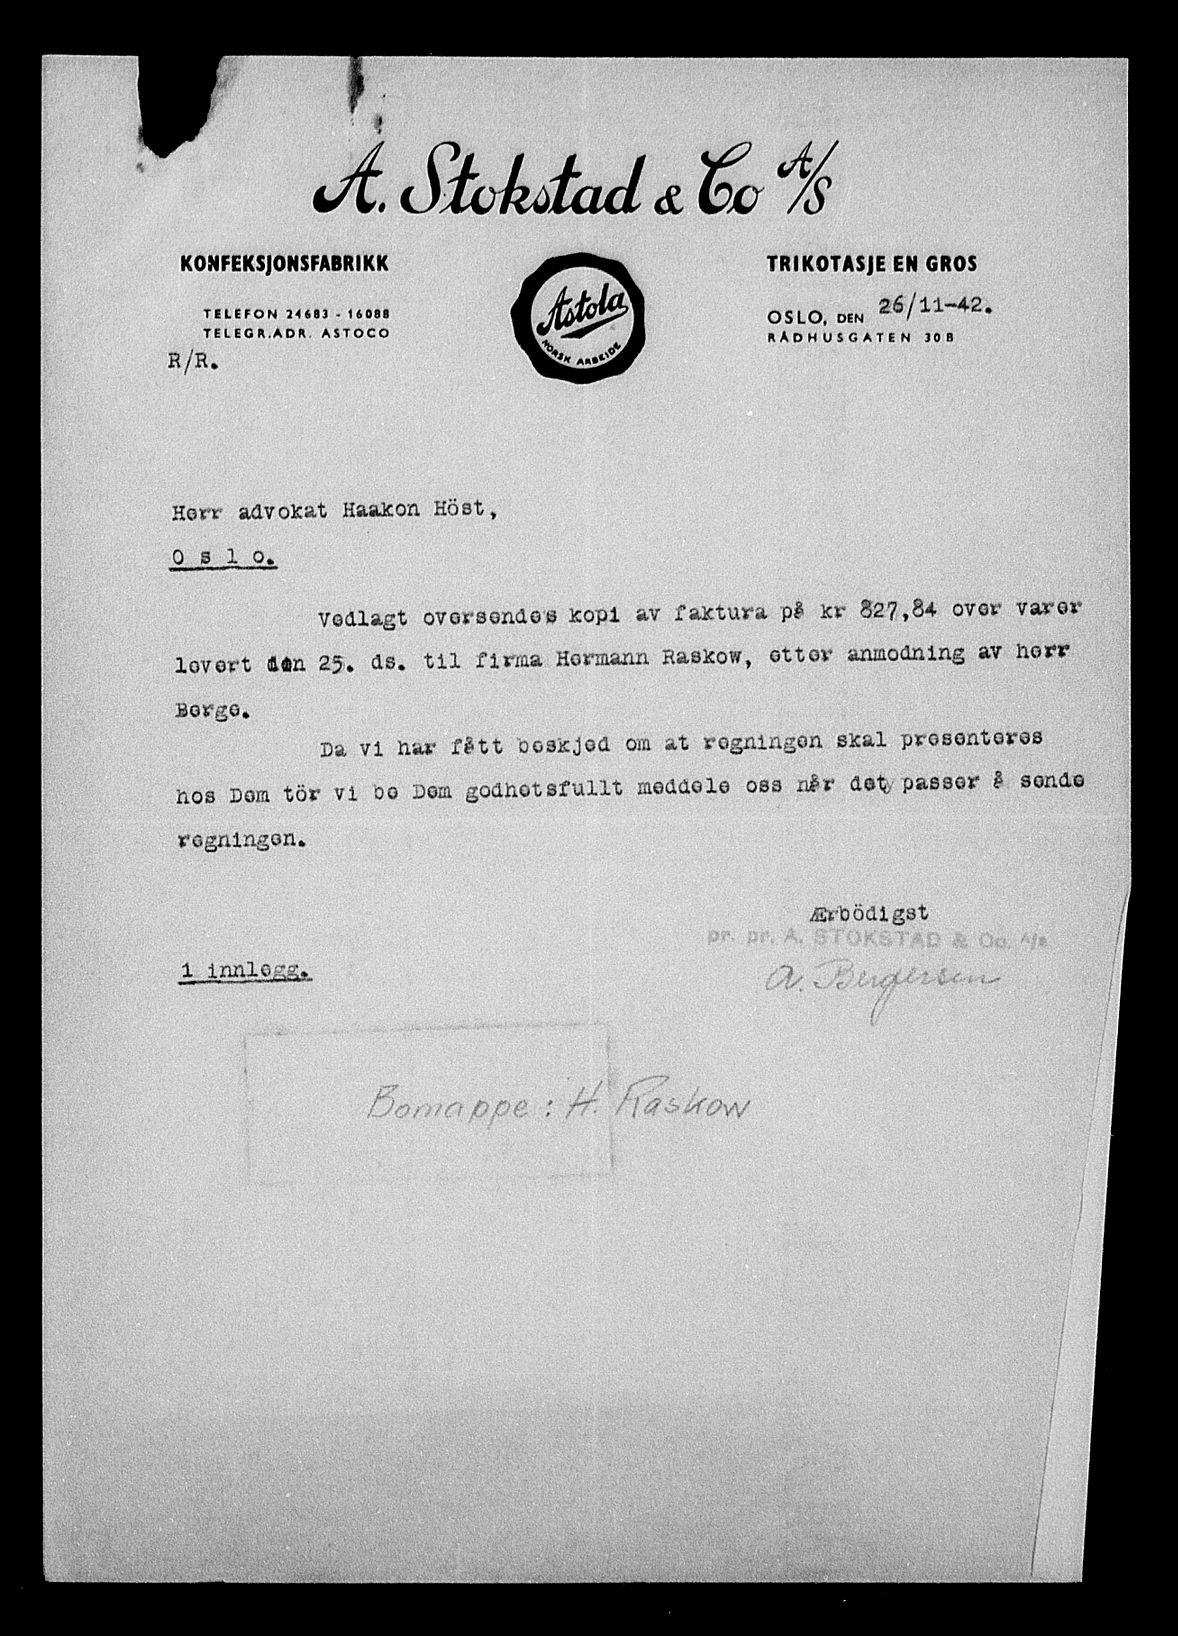 A. Stokstad & Co A/S
KONFEKSJONSFABRIKK
TRIKOTASJE EN GROS
TELEFON 24683 - 16088
TELEGR.ADR. ASTOCO
R/R.
Astola
NORSK ARBEIDE
OSLO, DEN 26/11-42.
RÅDHUSGATEN 30B
Herr advokat Haakon Höst,
O s l o.
Vedlagt oversendes kopi av faktura på kr 827,84 over varer
levert den 25. ds. til firma Hermann Raskow, etter anmodning av herr
Berge.
Da vi har fått beskjed om at regningen skal presenteres
hos Dem tör vi be Dem godhetsfullt meddele oss når det passer å sende
regningen.
Ærbödigst
pr. pr. A. STOKSTAD & Co. A/S
A. Bergersen
1 innlegg.
Bomappe : H. Raskow